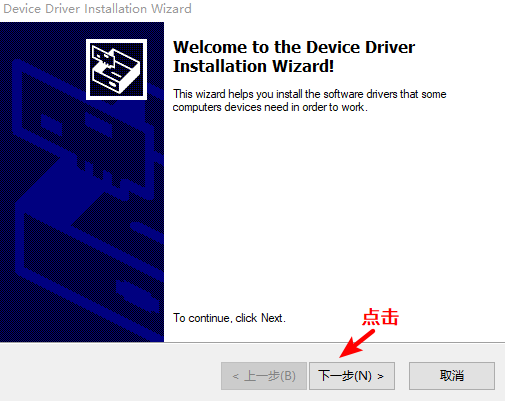 Device Driver Installation Wizard
Welcome to the Device Driver
Installation Wizard!
This wizard helps you install the software drivers that some
computers devices need in order to work.
To continue, click Next.
点击
< 上一步(B)
下一步(N) >
取消